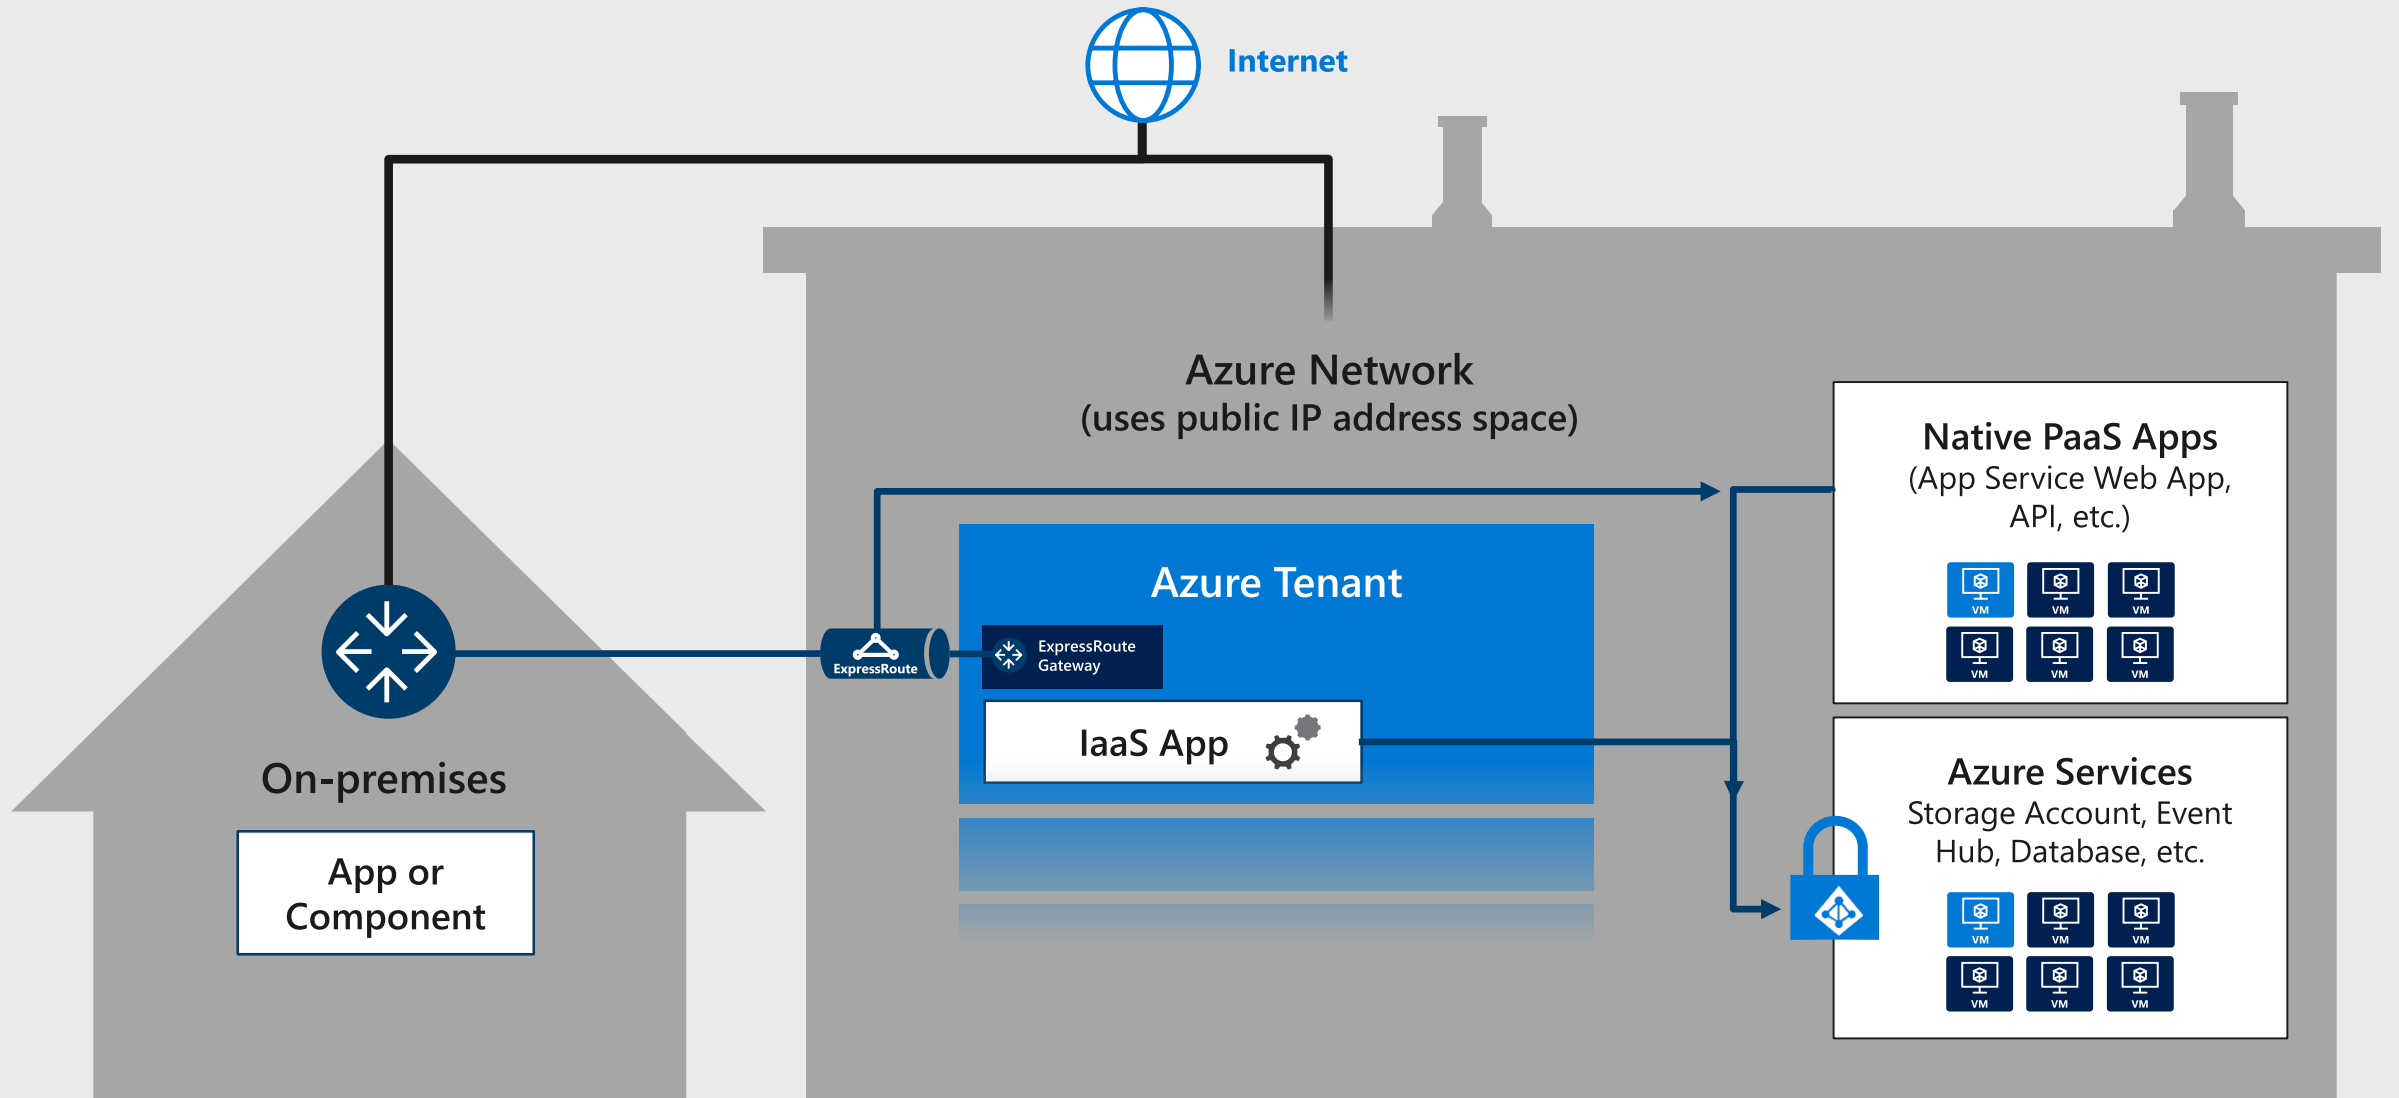 Internet
Azure Network
(uses public IP address space)
Native PaaS Apps
(App Service Web App,
API, etc.)
VM
VM
VM
VM
VM
VM
Azure Tenant
ExpressRoute
ExpressRoute
Gateway
IaaS App
On-premises
App or
Component
Azure Services
Storage Account, Event
Hub, Database, etc.
VM
VM
VM
VM
VM
VM